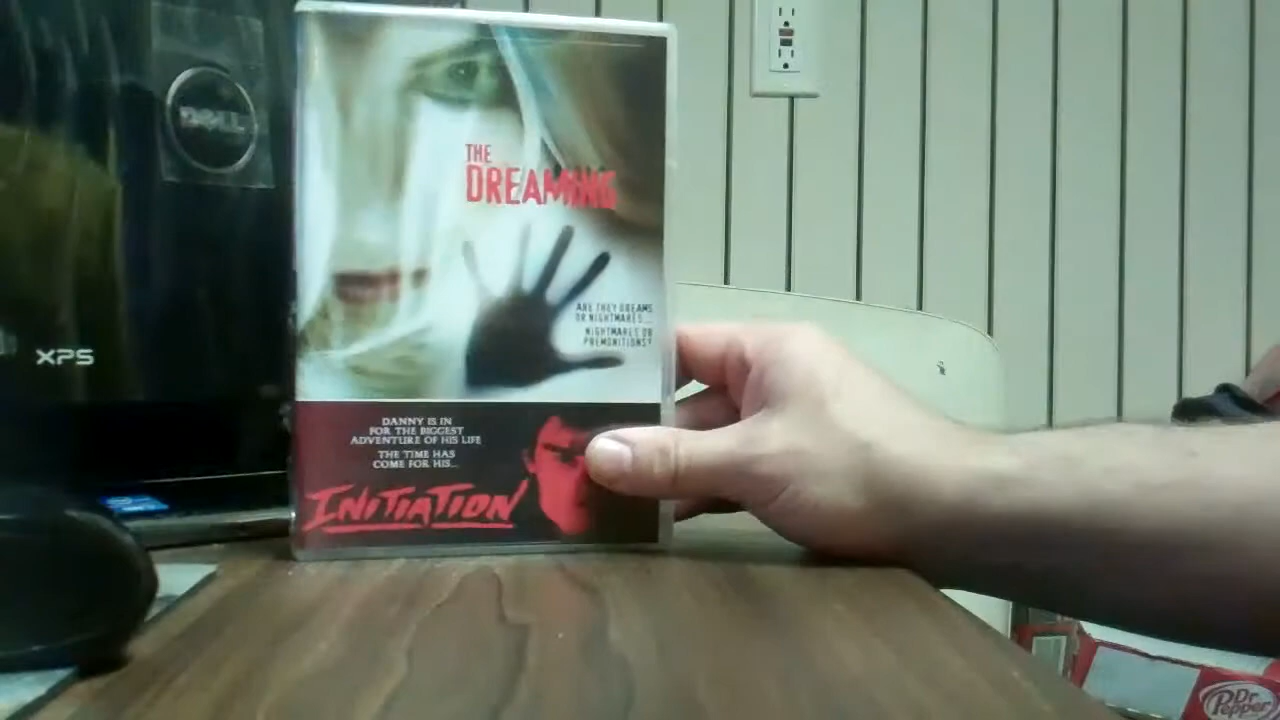 DELL
XPS
THE
DREAMING
ARE THEY DREAMS
OR NIGHTMARES...
NIGHTMARES OR
PREMONITIONS?
DANNY IS IN
FOR THE BIGGEST
ADVENTURE OF HIS LIFE
THE TIME HAS
COME FOR HIS...
INITIATION
Dr
Pepper